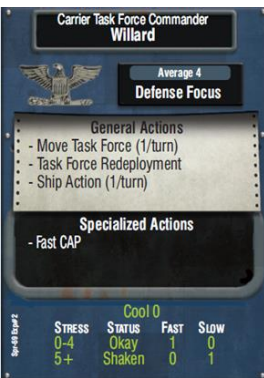 Carrier Task Force Commander
Willard
Average 4
Defense Focus
General Actions
- Move Task Force (1/turn)
- Task Force Redeployment
- Ship Action (1/turn)
Specialized Actions
- Fast CAP
Cool 0
STRESS STATUS FAST SLOW
0-4 Okay 1 0
5+ Shaken 0 1